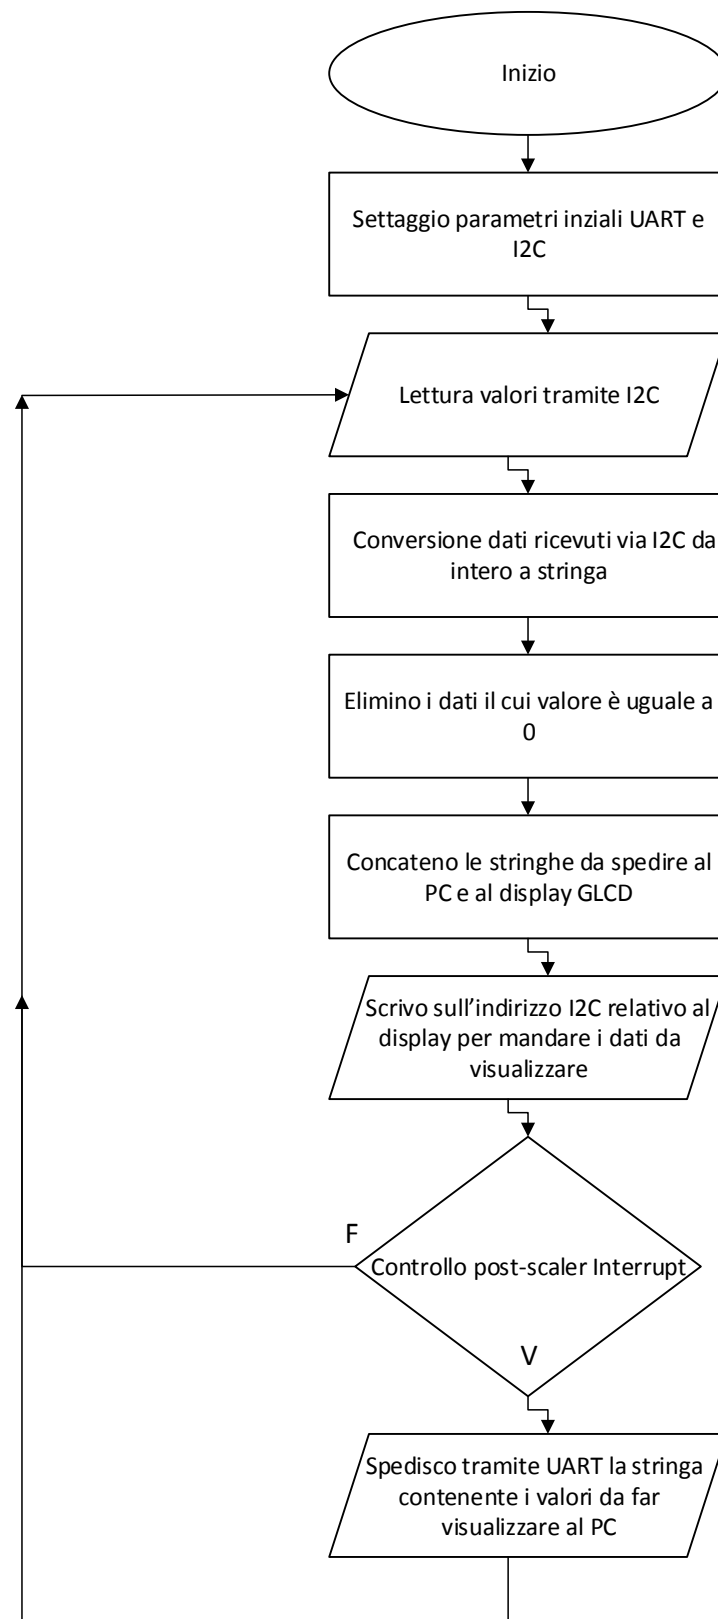 Inizio
Settaggio parametri inziali UART e
I2C
Lettura valori tramite I2C
Conversione dati ricevuti via I2C da
intero a stringa
Elimino i dati il cui valore è uguale a
0
Concateno le stringhe da spedire al
PC e al display GLCD
Scrivo sull'indirizzo I2C relativo al
display per mandare i dati da
visualizzare
F
Controllo post-scaler Interrupt
V
Spedisco tramite UART la stringa
contenente i valori da far
visualizzare al PC